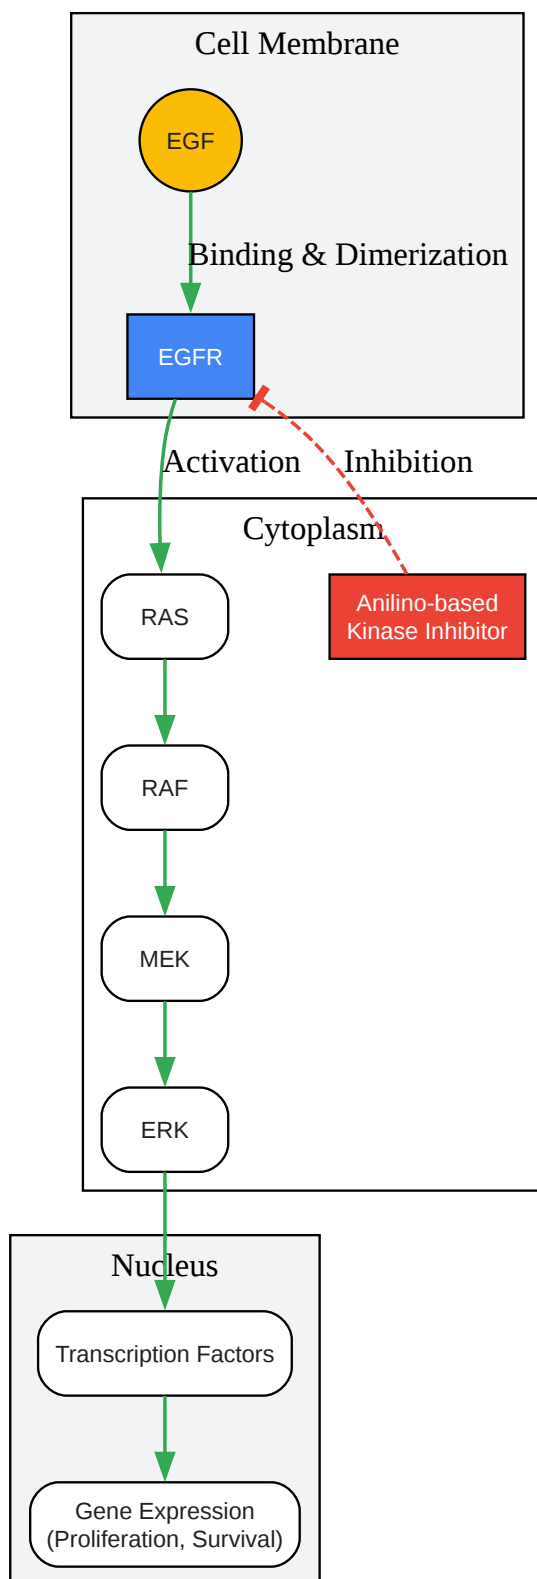 Cell Membrane
EGF
Binding & Dimerization
EGFR
Activation
Inhibition
Cytoplasm
RAS
Anilino-based
Kinase Inhibitor
RAF
MEK
ERK
Nucleus
Transcription Factors
Gene Expression
(Proliferation, Survival)